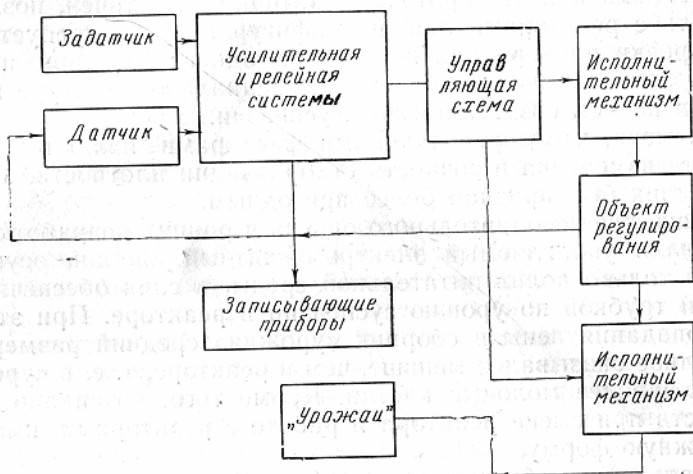 Задатчик
Усилительная
и релейная
системы
Управ
ляющая
схема
Исполни-
тельный
механизм
Датчик
Объект
регулиро-
вания
Записывающие
приборы
Исполни-
тельный
механизм
„Урожай"